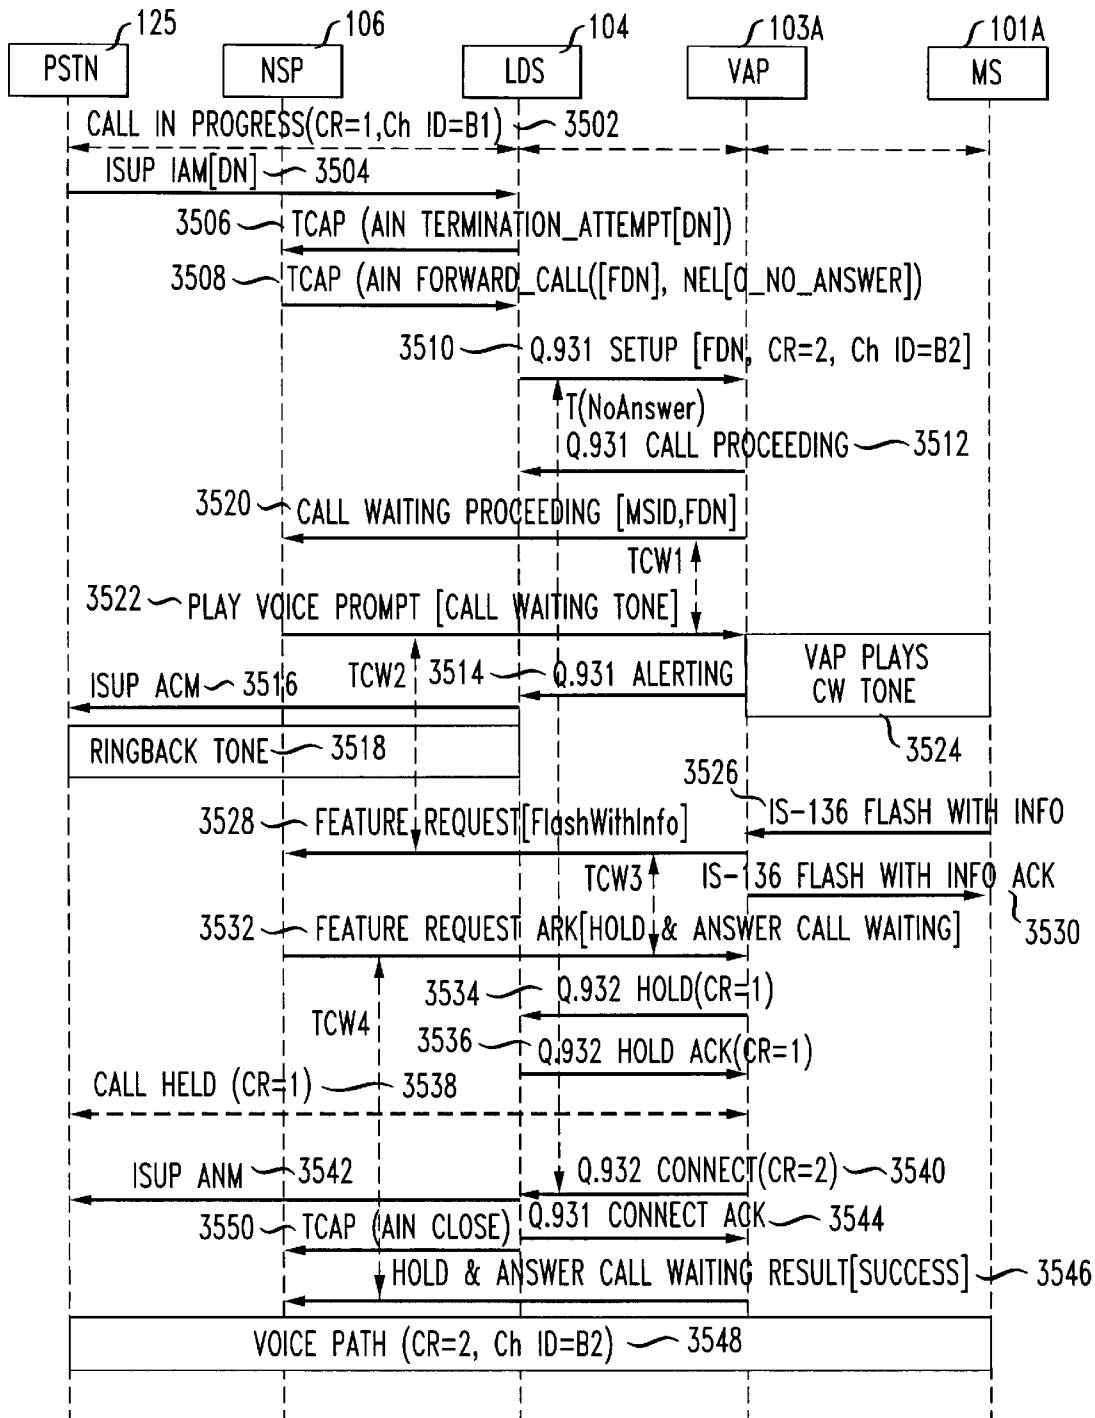 125 106 104 103A 101A
PSTN NSP LDS VAP MS
CALL IN PROGRESS(CR=1,Ch ID=B1) 3502
ISUP IAM[DN] 3504
3506 TCAP (AIN TERMINATION_ATTEMPT[DN])
3508 TCAP (AIN FORWARD_CALL([FDN], NEL[O_NO_ANSWER])
3510 Q.931 SETUP [FDN, CR=2, Ch ID=B2]
T(NoAnswer)
Q.931 CALL PROCEEDING 3512
3520 CALL WAITING PROCEEDING [MSID,FDN]
TCW1
3522 PLAY VOICE PROMPT [CALL WAITING TONE]
VAP PLAYS
CW TONE
3524
TCW2
3514 Q.931 ALERTING
ISUP ACM 3516
RINGBACK TONE 3518
3526
IS-136 FLASH WITH INFO
3528 FEATURE REQUEST[FlashWithInfo]
TCW3
IS-136 FLASH WITH INFO ACK
3530
3532 FEATURE REQUEST ARK[HOLD & ANSWER CALL WAITING]
3534 Q.932 HOLD(CR=1)
TCW4
3536 Q.932 HOLD ACK(CR=1)
CALL HELD (CR=1) 3538
ISUP ANM 3542
Q.932 CONNECT(CR=2) 3540
3550 TCAP (AIN CLOSE)
Q.931 CONNECT ACK 3544
HOLD & ANSWER CALL WAITING RESULT[SUCCESS] 3546
VOICE PATH (CR=2, Ch ID=B2) 3548